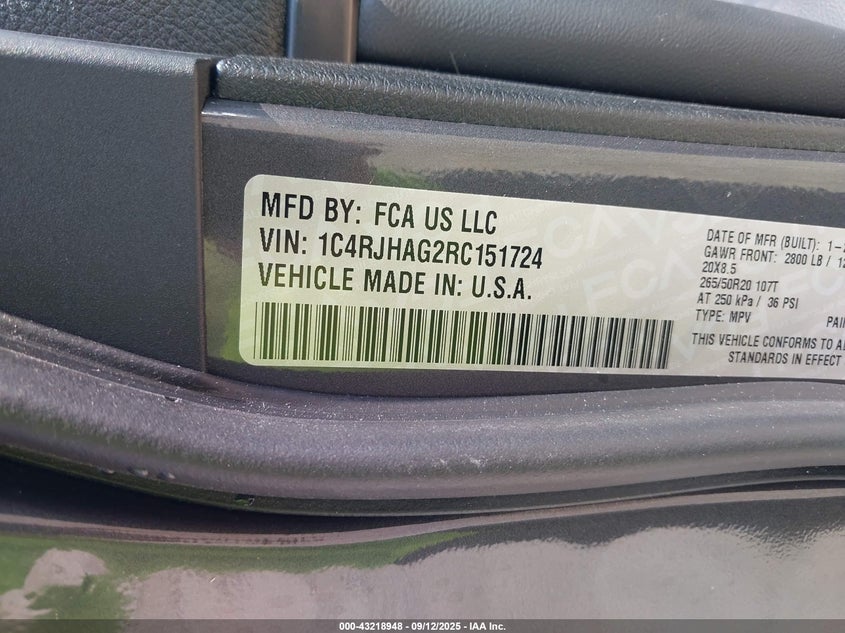 MFD BY: FCA US LLC
VIN: 1C4RJHAG2RC151724
VEHICLE MADE IN: U.S.A.
DATE OF MFR (BUILT): 1-
GAWR FRONT: 2800 LB / 12
20X8.5
265/50R20 107T
AT 250 kPa / 36 PSI
TYPE: MPV PAI
THIS VEHICLE CONFORMS TO A
STANDARDS IN EFFECT
000-43218948 - 09/12/2025 - IAA Inc.